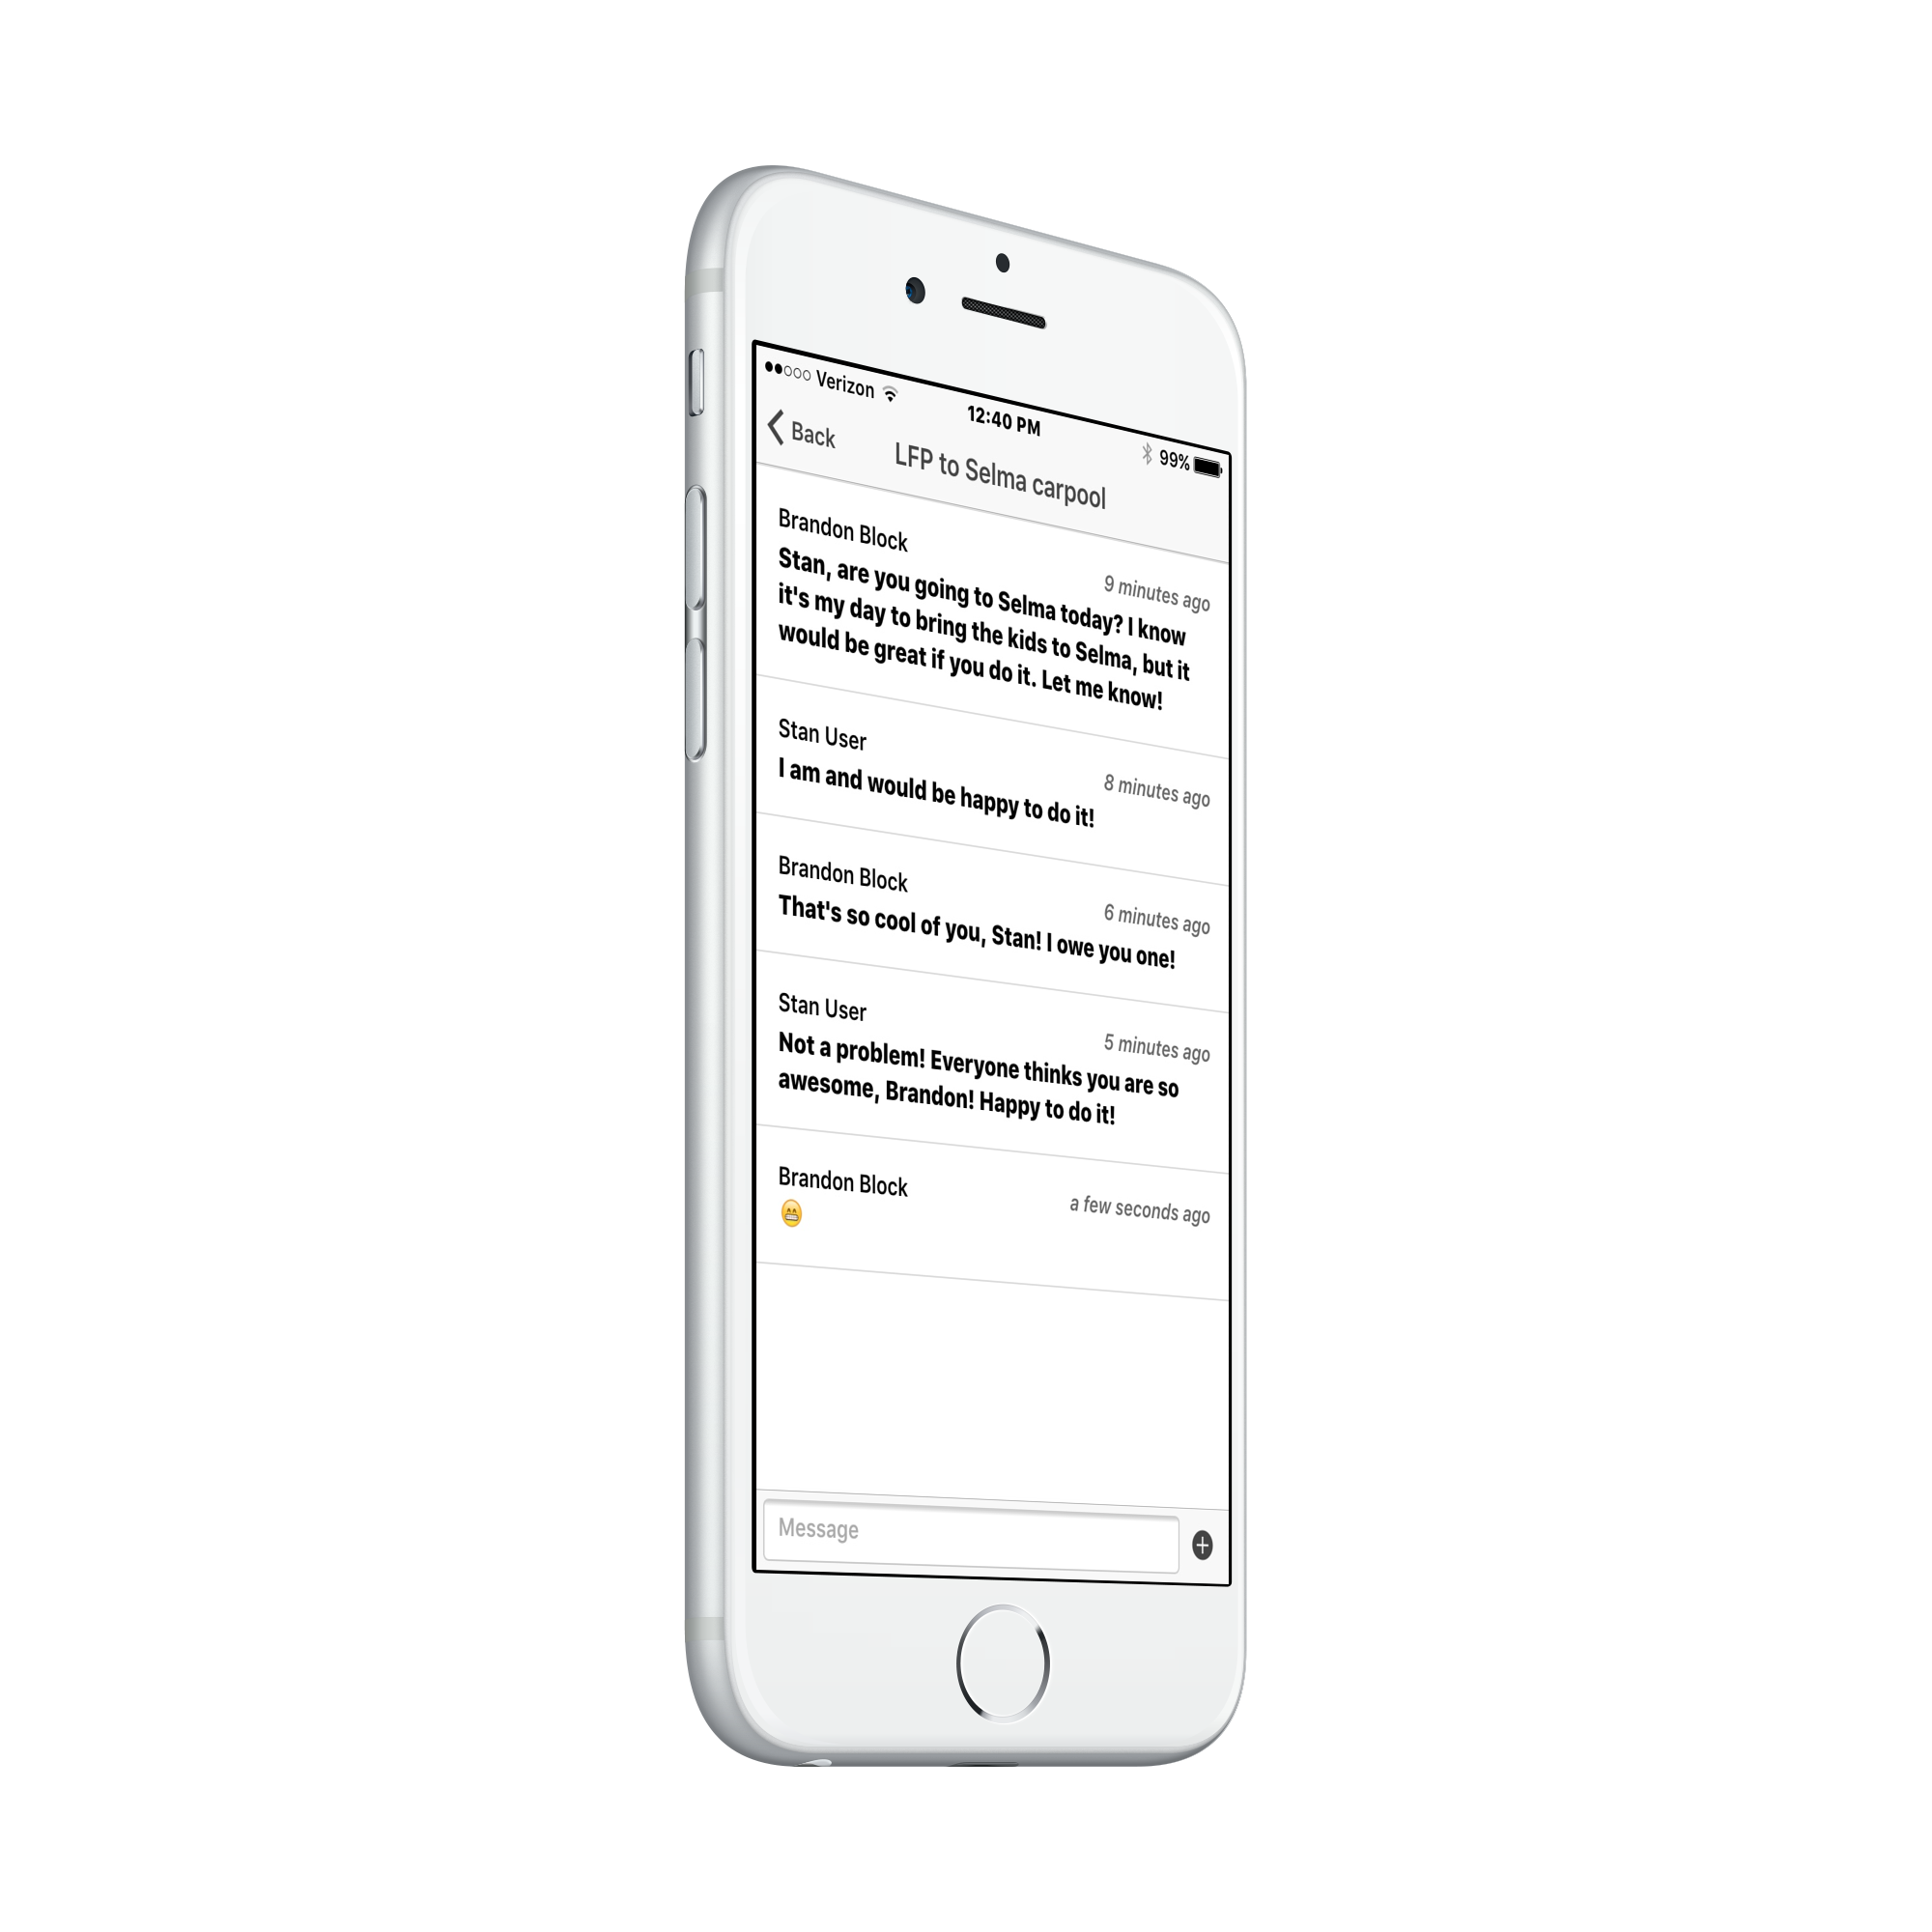 Verizon
12:40 PM
99%
Back
LFP to Selma carpool
Brandon Block
9 minutes ago
Stan, are you going to Selma today? I know
it's my day to bring the kids to Selma, but it
would be great if you do it. Let me know!
Stan User
8 minutes ago
I am and would be happy to do it!
Brandon Block
6 minutes ago
That's so cool of you, Stan! I owe you one!
Stan User
5 minutes ago
Not a problem! Everyone thinks you are so
awesome, Brandon! Happy to do it!
Brandon Block
a few seconds ago
😁
Message